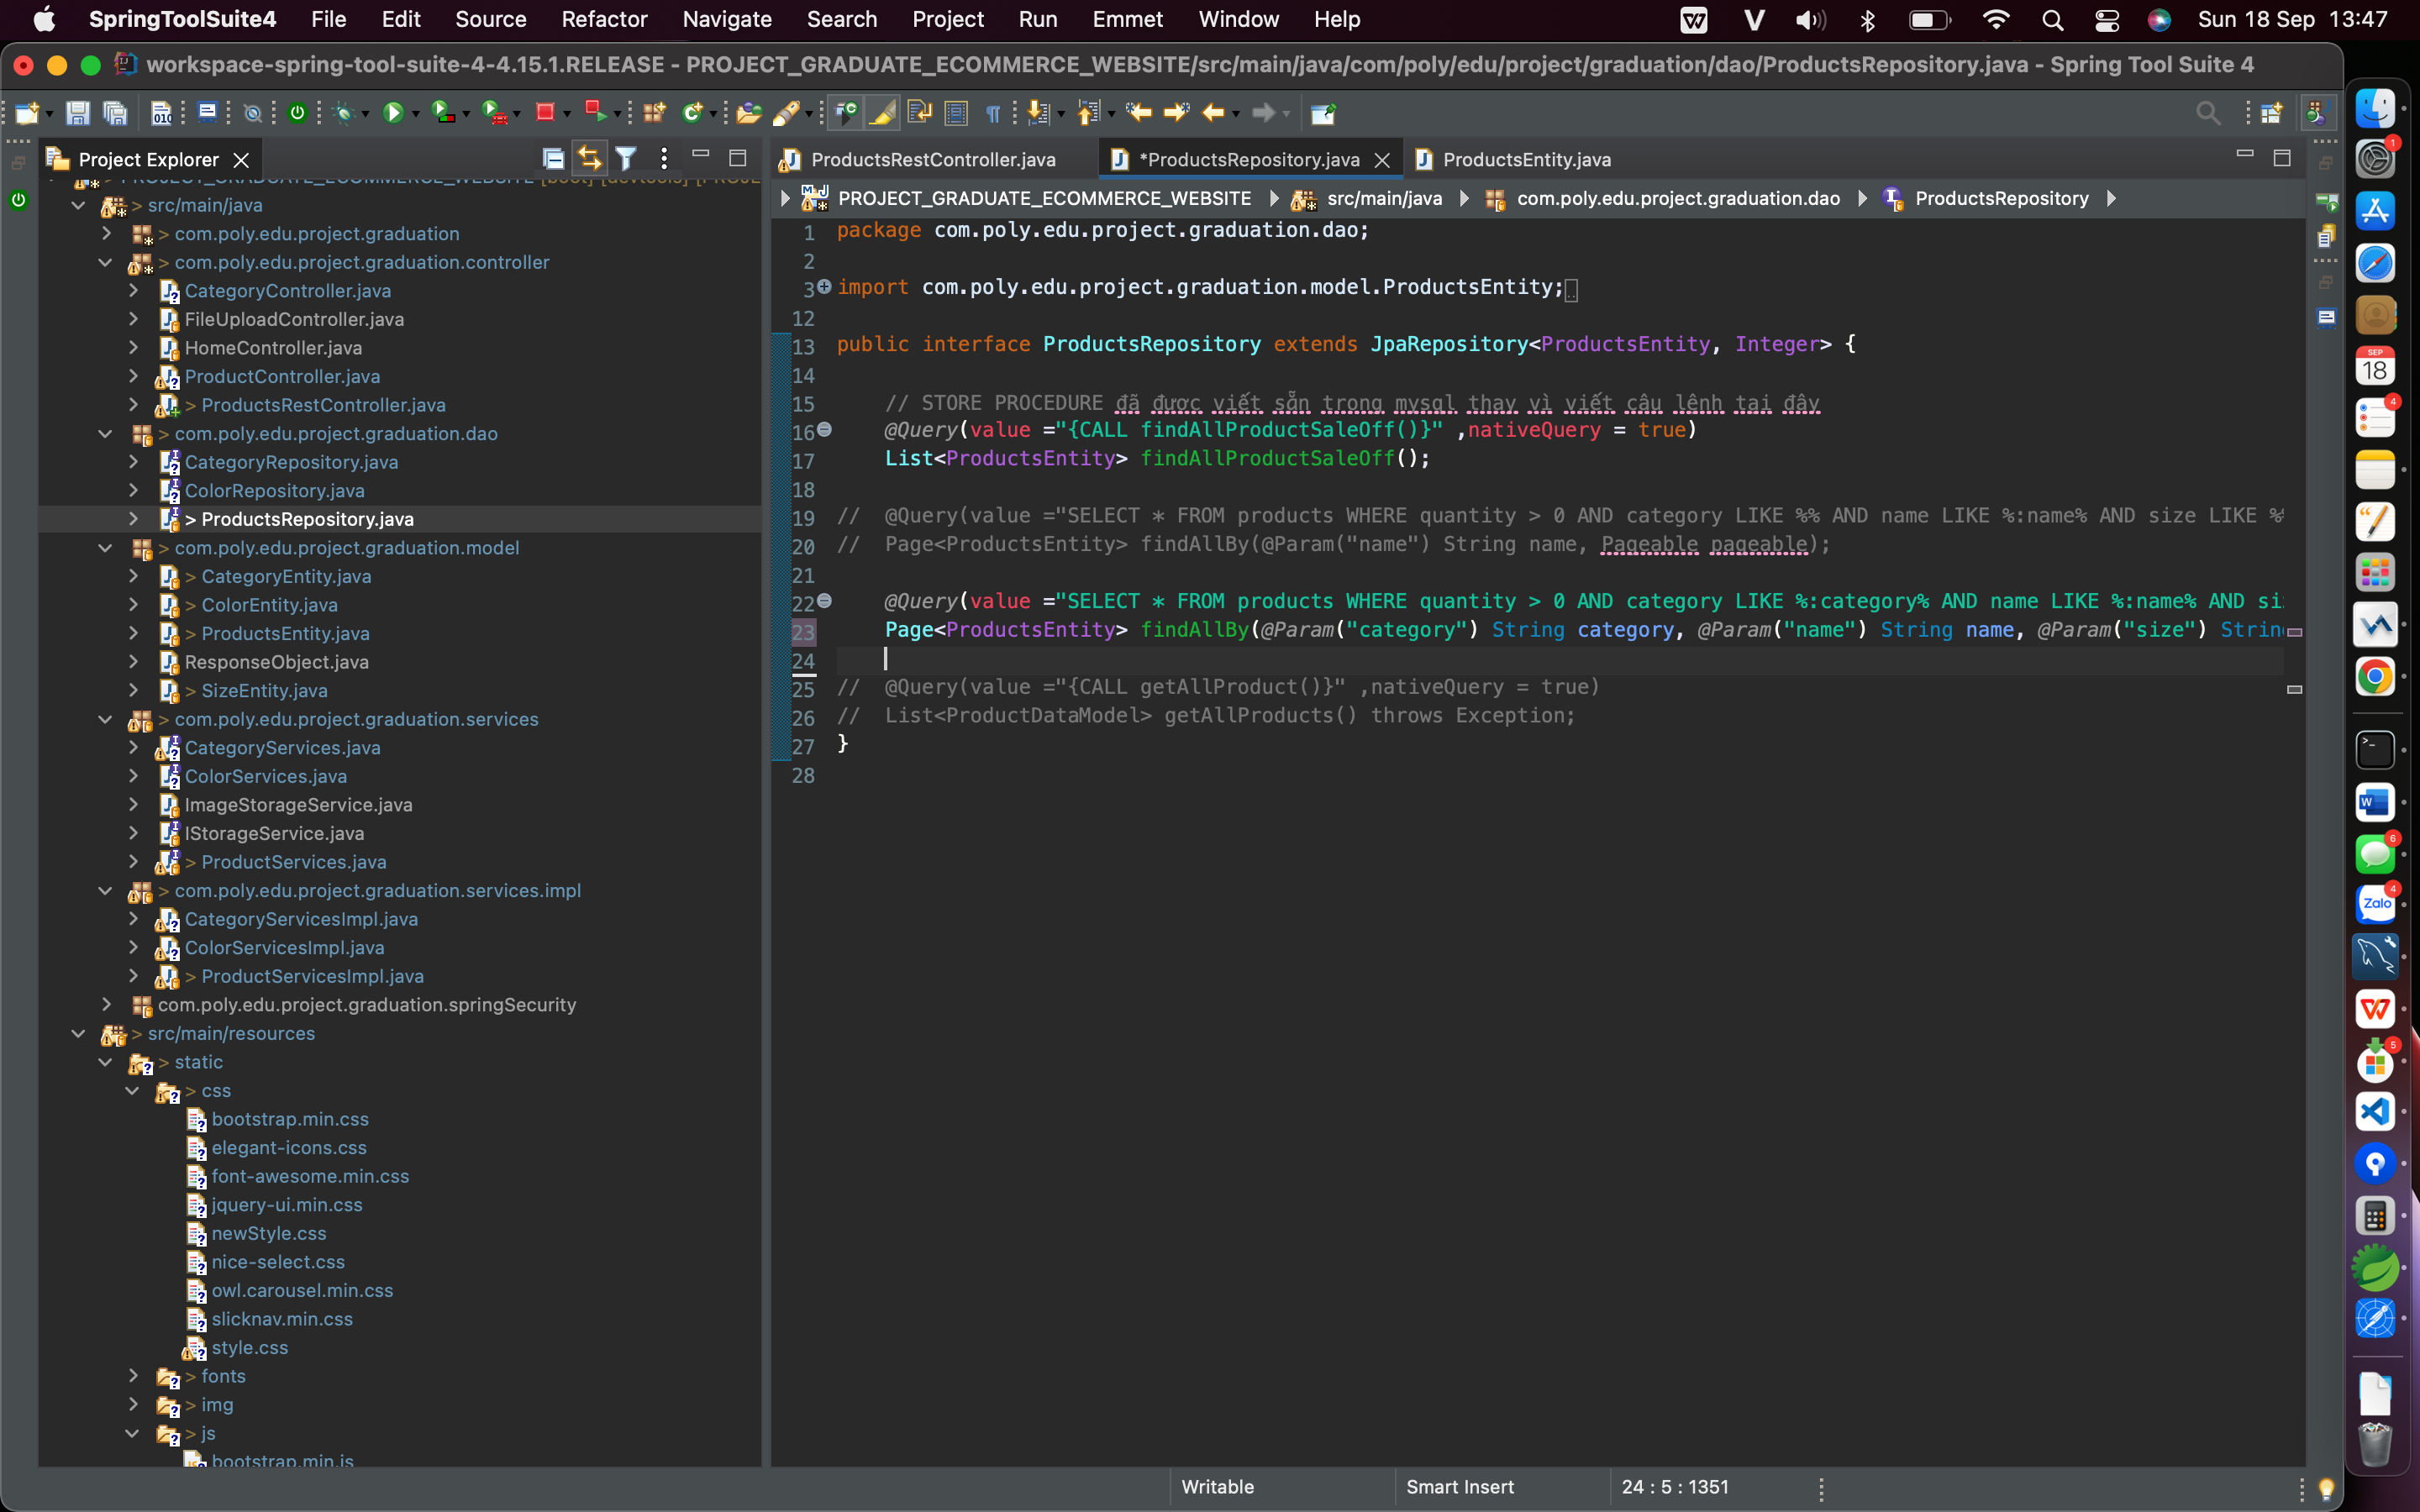 SpringToolSuite4 File Edit Source Refactor Navigate Search Project Run Emmet Window Help Sun 18 Sep 13:47
workspace-spring-tool-suite-4-4.15.1.RELEASE - PROJECT_GRADUATE_ECOMMERCE_WEBSITE/src/main/java/com/poly/edu/project/graduation/dao/ProductsRepository.java - Spring Tool Suite 4
Project Explorer
ProductsRestController.java *ProductsRepository.java ProductsEntity.java
PROJECT_GRADUATE_ECOMMERCE_WEBSITE src/main/java com.poly.edu.project.graduation.dao ProductsRepository
> src/main/java
> com.poly.edu.project.graduation
> com.poly.edu.project.graduation.controller
CategoryController.java
FileUploadController.java
HomeController.java
ProductController.java
> ProductsRestController.java
> com.poly.edu.project.graduation.dao
CategoryRepository.java
ColorRepository.java
> ProductsRepository.java
> com.poly.edu.project.graduation.model
> CategoryEntity.java
> ColorEntity.java
> ProductsEntity.java
ResponseObject.java
> SizeEntity.java
> com.poly.edu.project.graduation.services
CategoryServices.java
ColorServices.java
ImageStorageService.java
IStorageService.java
> ProductServices.java
> com.poly.edu.project.graduation.services.impl
CategoryServicesImpl.java
ColorServicesImpl.java
> ProductServicesImpl.java
com.poly.edu.project.graduation.springSecurity
> src/main/resources
> static
> css
bootstrap.min.css
elegant-icons.css
font-awesome.min.css
jquery-ui.min.css
newStyle.css
nice-select.css
owl.carousel.min.css
slicknav.min.css
style.css
> fonts
> img
> js
bootstrap.min.js
1 package com.poly.edu.project.graduation.dao;
2
3 import com.poly.edu.project.graduation.model.ProductsEntity;
12
13 public interface ProductsRepository extends JpaRepository<ProductsEntity, Integer> {
14
15 // STORE PROCEDURE đã được viết sẵn trong mysql thay vì viết câu lệnh tại đây
16 @Query(value ="{CALL findAllProductSaleOff()}" ,nativeQuery = true)
17 List<ProductsEntity> findAllProductSaleOff();
18
19 // @Query(value ="SELECT * FROM products WHERE quantity > 0 AND category LIKE %% AND name LIKE %:name% AND size LIKE %
20 // Page<ProductsEntity> findAllBy(@Param("name") String name, Pageable pageable);
21
22 @Query(value ="SELECT * FROM products WHERE quantity > 0 AND category LIKE %:category% AND name LIKE %:name% AND si
23 Page<ProductsEntity> findAllBy(@Param("category") String category, @Param("name") String name, @Param("size") String
24
25 // @Query(value ="{CALL getAllProduct()}" ,nativeQuery = true)
26 // List<ProductDataModel> getAllProducts() throws Exception;
27 }
28
Writable Smart Insert 24 : 5 : 1351
SEP
18
Zalo